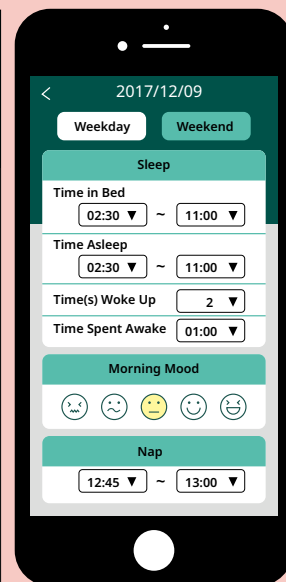 2017/12/09
Weekday Weekend
Sleep
Time in Bed
02:30 ▼ ~ 11:00 ▼
Time Asleep
02:30 ▼ ~ 11:00 ▼
Time(s) Woke Up 2 ▼
Time Spent Awake 01:00 ▼
Morning Mood
Nap
12:45 ▼ ~ 13:00 ▼